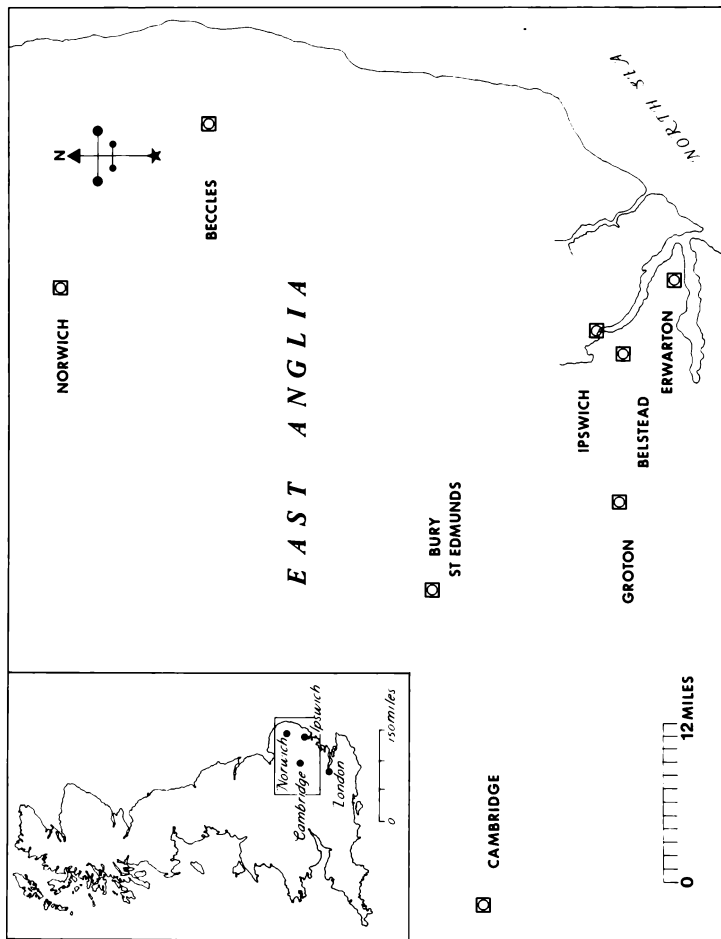 N
NORWICH
BECCLES
EAST ANGLIA
BURY
ST EDMUNDS
IPSWICH
BELSTEAD
ERWARTON
GROTON
NORTH SEA
CAMBRIDGE
0 12 MILES
Norwich
Cambridge
Ipswich
London
0 150 miles